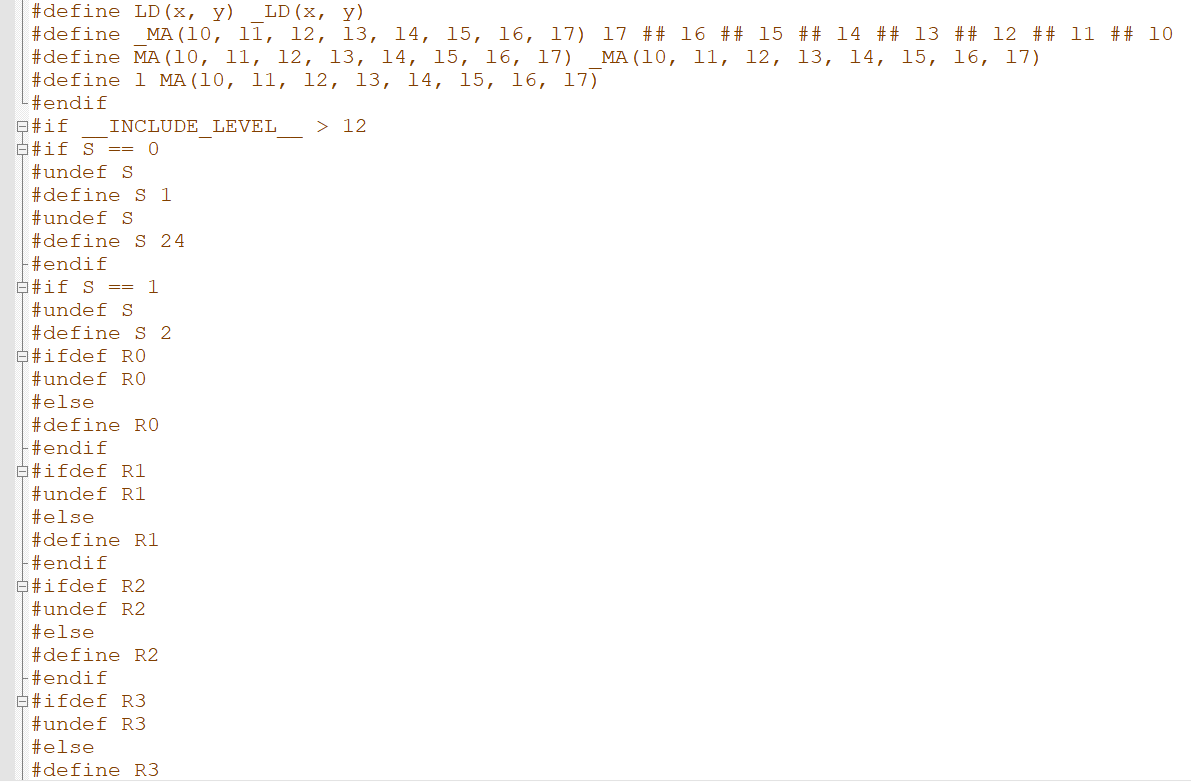 #define LD(x, y) _LD(x, y)
#define _MA(l0, l1, l2, l3, l4, l5, l6, l7) l7 ## l6 ## l5 ## l4 ## l3 ## l2 ## l1 ## l0
#define MA(l0, l1, l2, l3, l4, l5, l6, l7) _MA(l0, l1, l2, l3, l4, l5, l6, l7)
#define l MA(l0, l1, l2, l3, l4, l5, l6, l7)
#endif
#if __INCLUDE_LEVEL__ > 12
#if S == 0
#undef S
#define S 1
#undef S
#define S 24
#endif
#if S == 1
#undef S
#define S 2
#ifdef R0
#undef R0
#else
#define R0
#endif
#ifdef R1
#undef R1
#else
#define R1
#endif
#ifdef R2
#undef R2
#else
#define R2
#endif
#ifdef R3
#undef R3
#else
#define R3